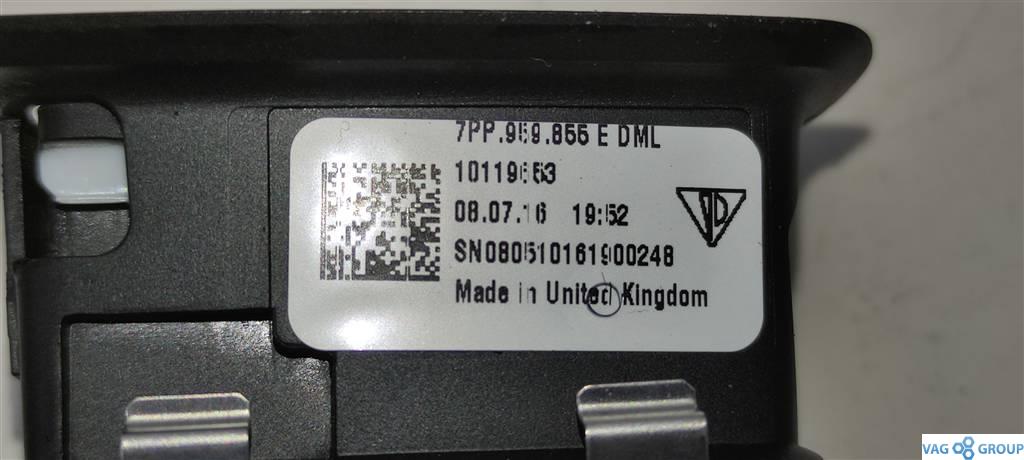 7PP.959.855 E DML
10119653
08.07.16 19:52
SN080510161900248
Made in United Kingdom
VAG GROUP